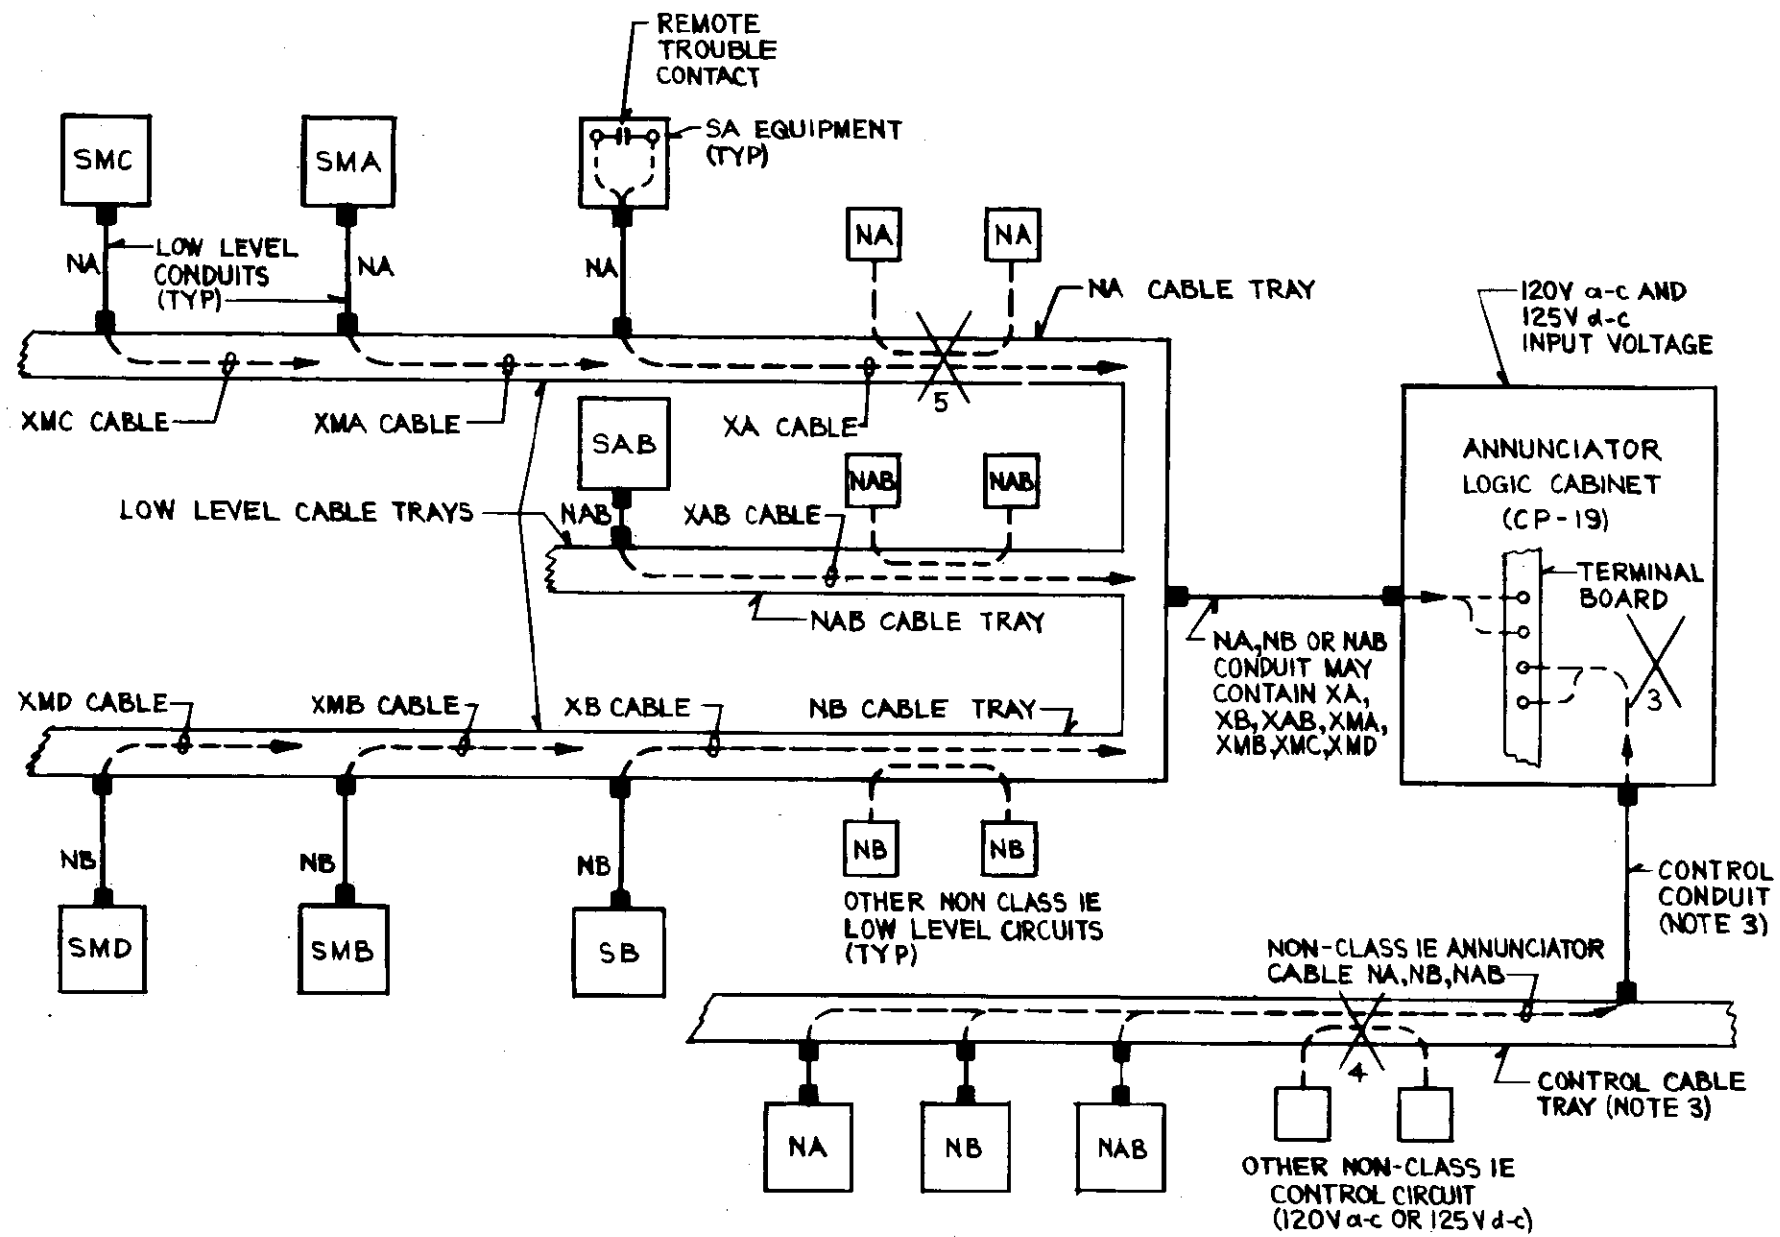 REMOTE
TROUBLE
CONTACT
SMC
SMA
SA EQUIPMENT
(TYP)
NA
LOW LEVEL
CONDUITS
(TYP)
NA
NA
NA
NA
NA CABLE TRAY
120V a-c AND
125V d-c
INPUT VOLTAGE
XMC CABLE
XMA CABLE
XA CABLE
5
SAB
NAB
NAB
ANNUNCIATOR
LOGIC CABINET
(CP-19)
LOW LEVEL CABLE TRAYS
NAB
XAB CABLE
TERMINAL
BOARD
NAB CABLE TRAY
NA,NB OR NAB
CONDUIT MAY
CONTAIN XA,
XB,XAB,XMA,
XMB,XMC,XMD
3
XMD CABLE
XMB CABLE
XB CABLE
NB CABLE TRAY
NB
NB
NB
NB
NB
OTHER NON CLASS IE
LOW LEVEL CIRCUITS
(TYP)
SMD
SMB
SB
CONTROL
CONDUIT
(NOTE 3)
NON-CLASS IE ANNUNCIATOR
CABLE NA,NB,NAB
4
CONTROL CABLE
TRAY (NOTE 3)
NA
NB
NAB
OTHER NON-CLASS IE
CONTROL CIRCUIT
(120V a-c OR 125V d-c)